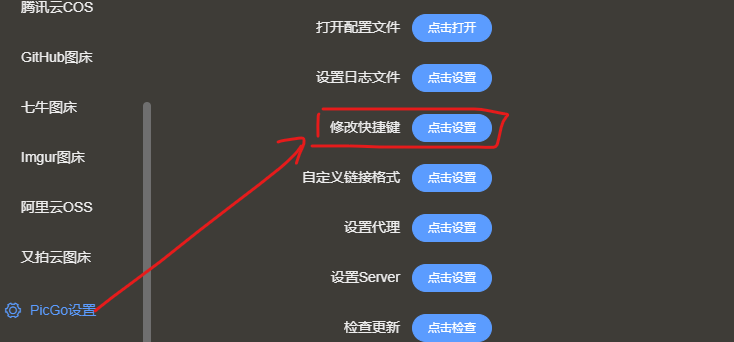 腾讯云COS
GitHub图床
七牛图床
Imgur图床
阿里云OSS
又拍云图床
PicGo设置
打开配置文件 点击打开
设置日志文件 点击设置
修改快捷键 点击设置
自定义链接格式 点击设置
设置代理 点击设置
设置Server 点击设置
检查更新 点击检查